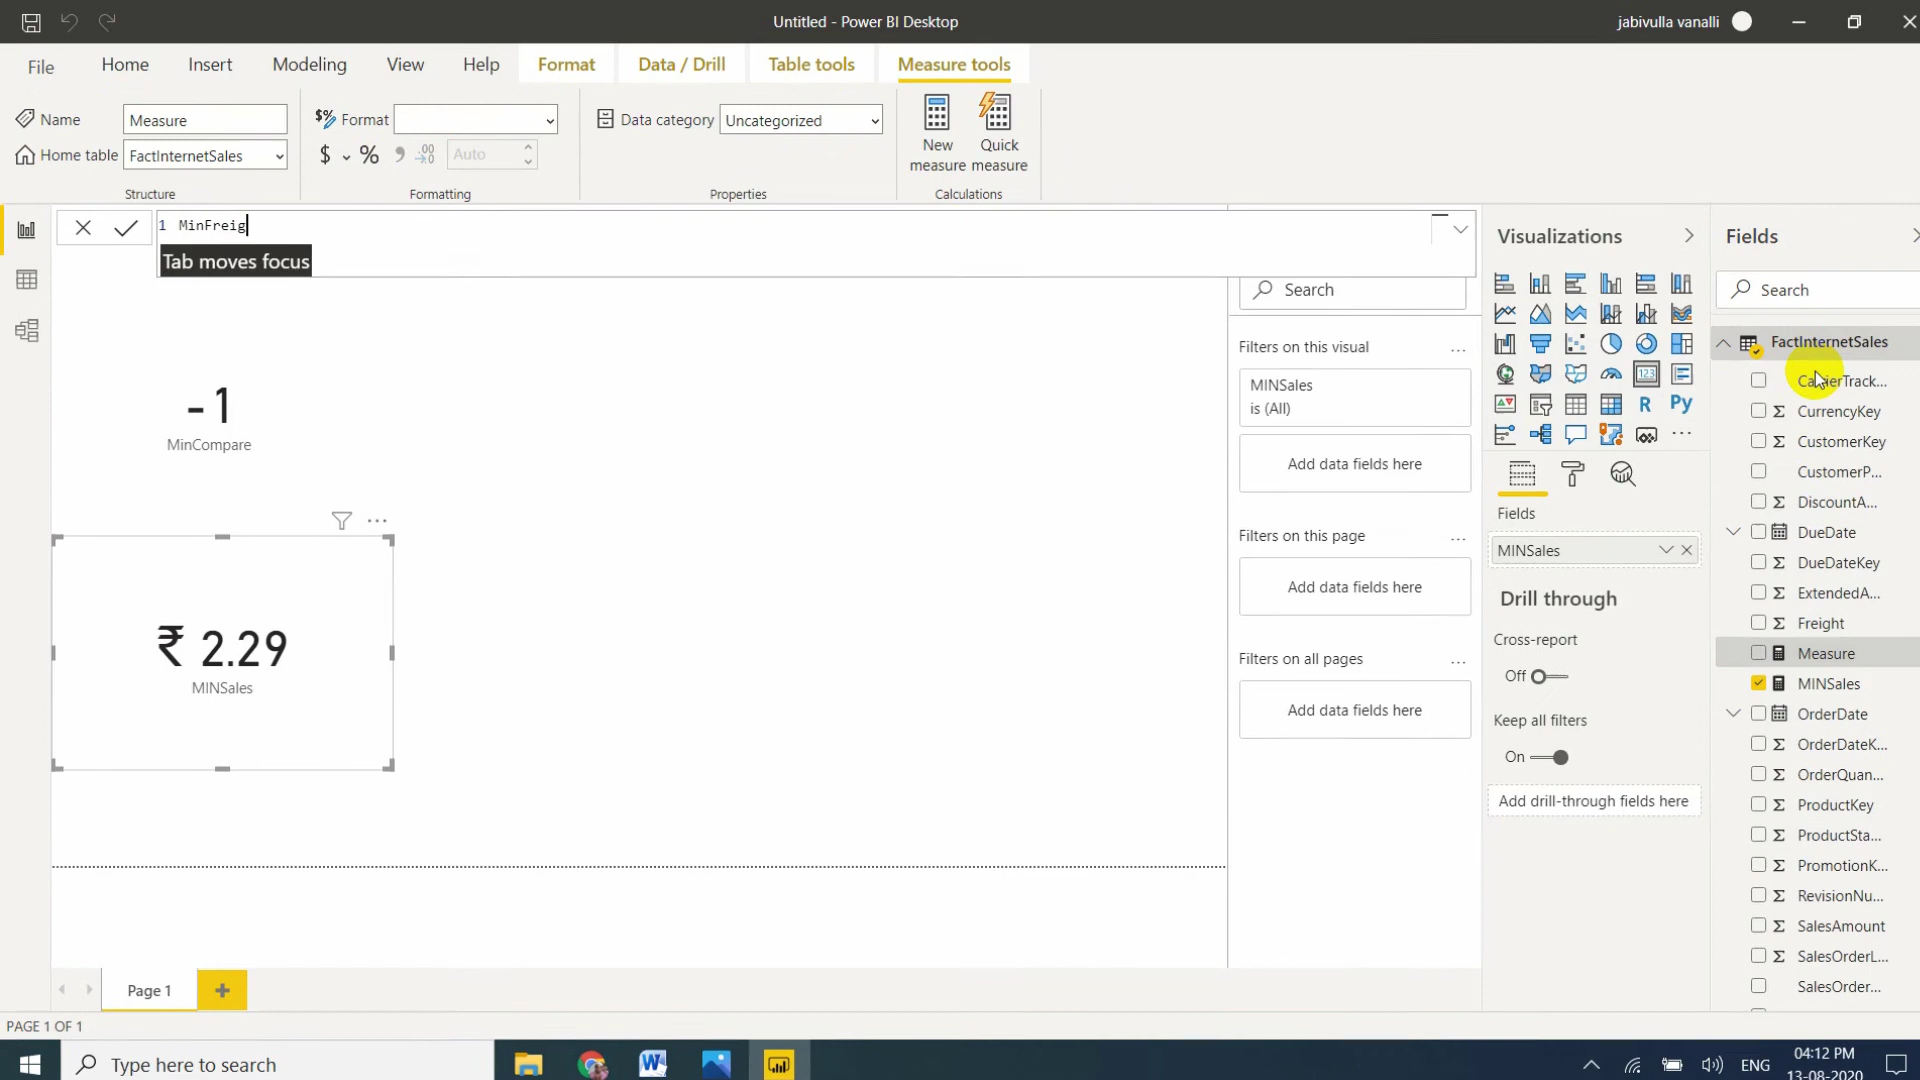 Untitled - Power BI Desktop
jabivulla vanalli
File
Home
Insert
Modeling
View
Help
Format
Data / Drill
Table tools
Measure tools
Name
Measure
Home table
FactInternetSales
Structure
Format
$
%
Auto
Formatting
Data category
Uncategorized
Properties
New measure
Quick measure
Calculations
1 MinFreig
Tab moves focus
-1
MinCompare
₹ 2.29
MINSales
Search
Filters on this visual
MINSales
is (All)
Add data fields here
Filters on this page
Add data fields here
Filters on all pages
Add data fields here
Visualizations
123
R
Py
Fields
MINSales
Drill through
Cross-report
Off
Keep all filters
On
Add drill-through fields here
Fields
Search
FactInternetSales
CarrierTrack...
CurrencyKey
CustomerKey
CustomerP...
DiscountA...
DueDate
DueDateKey
ExtendedA...
Freight
Measure
MINSales
OrderDate
OrderDateK...
OrderQuan...
ProductKey
ProductSta...
PromotionK...
RevisionNu...
SalesAmount
SalesOrderL...
SalesOrder...
Page 1
PAGE 1 OF 1
Type here to search
ENG
04:12 PM
13-08-2020